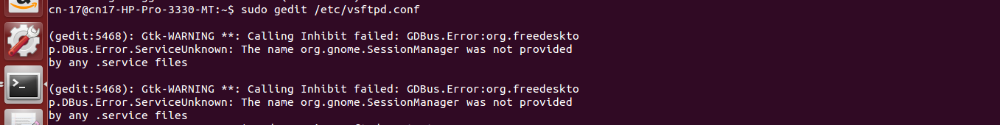 cn-17@cn17-HP-Pro-3330-MT:~$ sudo gedit /etc/vsftpd.conf
(gedit:5468): Gtk-WARNING **: Calling Inhibit failed: GDBus.Error:org.freedeskto
p.DBus.Error.ServiceUnknown: The name org.gnome.SessionManager was not provided
by any .service files
(gedit:5468): Gtk-WARNING **: Calling Inhibit failed: GDBus.Error:org.freedeskto
p.DBus.Error.ServiceUnknown: The name org.gnome.SessionManager was not provided
by any .service files